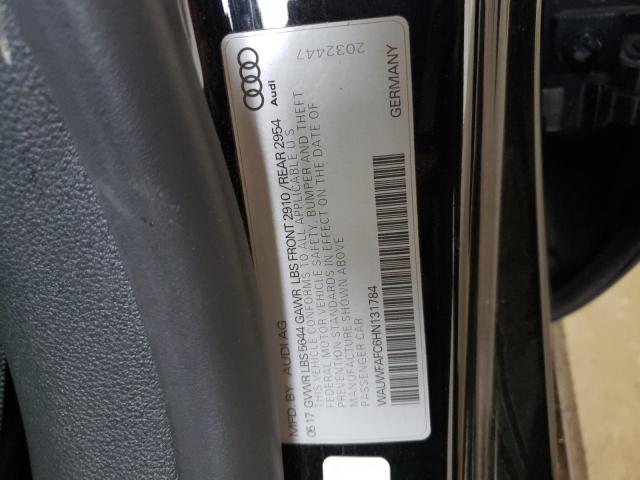 MFD. BY AUDI AG
05 17 GVWR LBS 5644 GAWR LBS FRONT 2910 / REAR 2954
THIS VEHICLE CONFORMS TO ALL APPLICABLE U S
FEDERAL MOTOR VEHICLE SAFETY, BUMPER AND THEFT
PREVENTION STANDARDS IN EFFECT ON THE DATE OF
MANUFACTURE SHOWN ABOVE
PASSENGER CAR
WAUWFAFC6HN131784
GERMANY
Audi
2032447